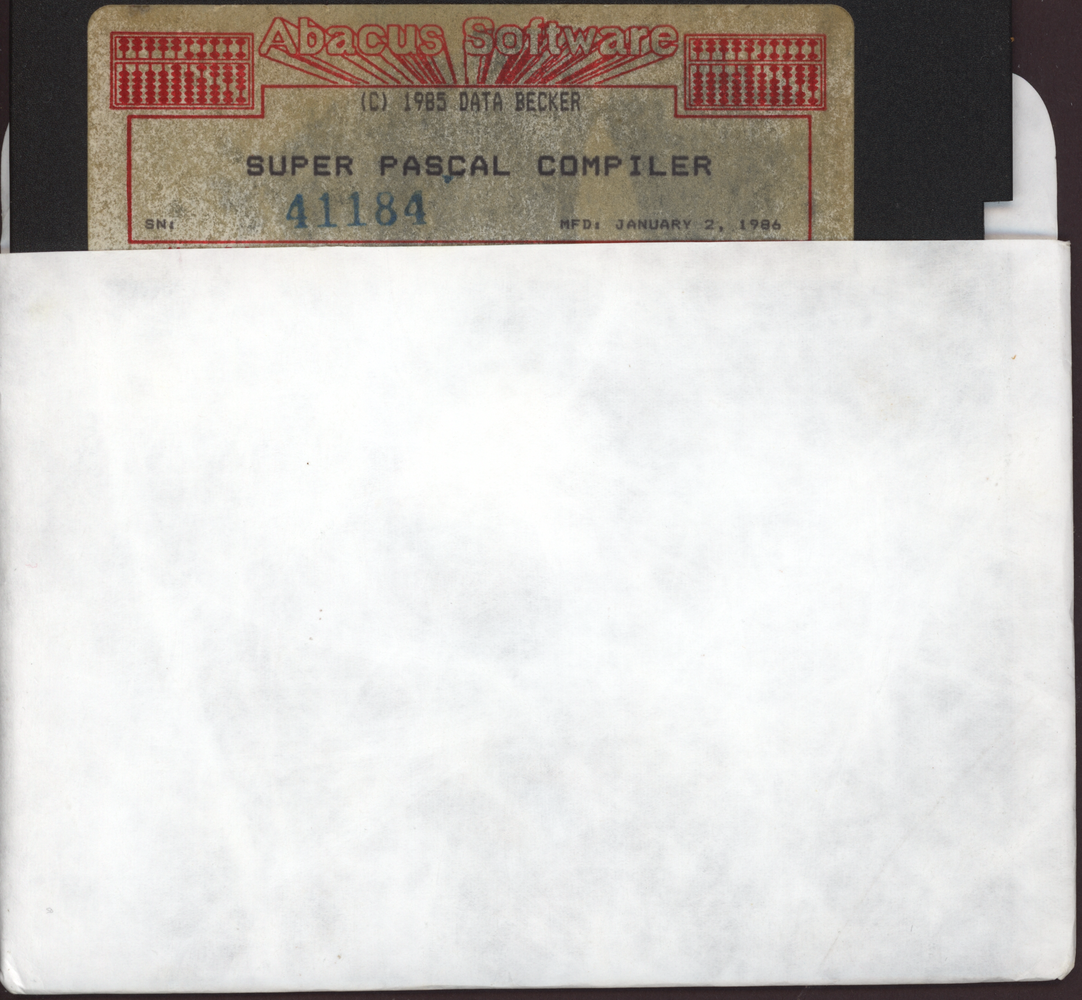 Abacus Software
(C) 1985 DATA BECKER
SUPER PASCAL COMPILER
SN: 41184 MFD: JANUARY 2, 1986